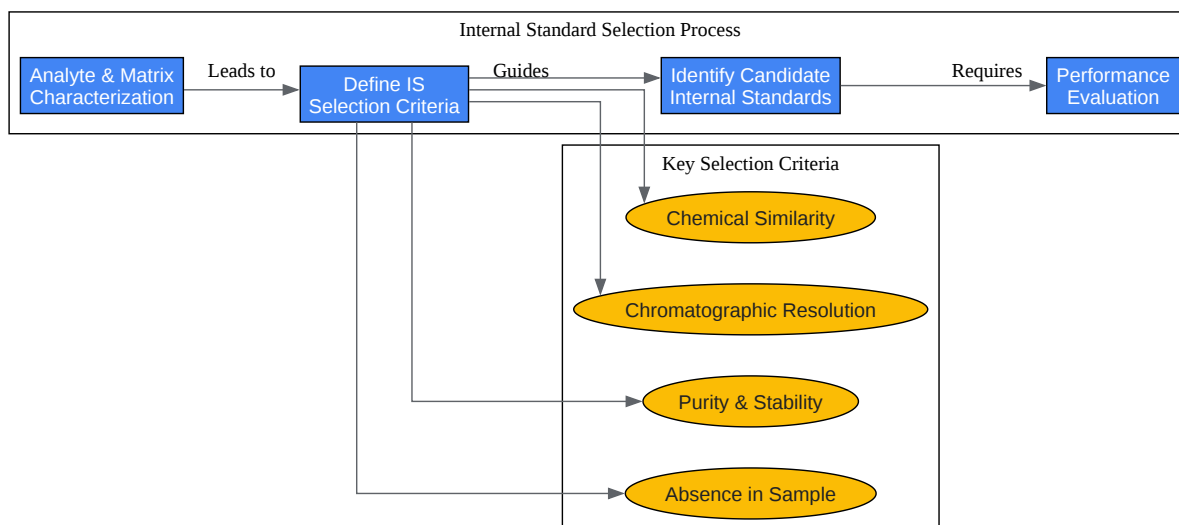 Internal Standard Selection Process
Analyte & Matrix
Characterization
Leads to
Define IS
Selection Criteria
Guides
Identify Candidate
Internal Standards
Requires
Performance
Evaluation
Key Selection Criteria
Chemical Similarity
Chromatographic Resolution
Purity & Stability
Absence in Sample